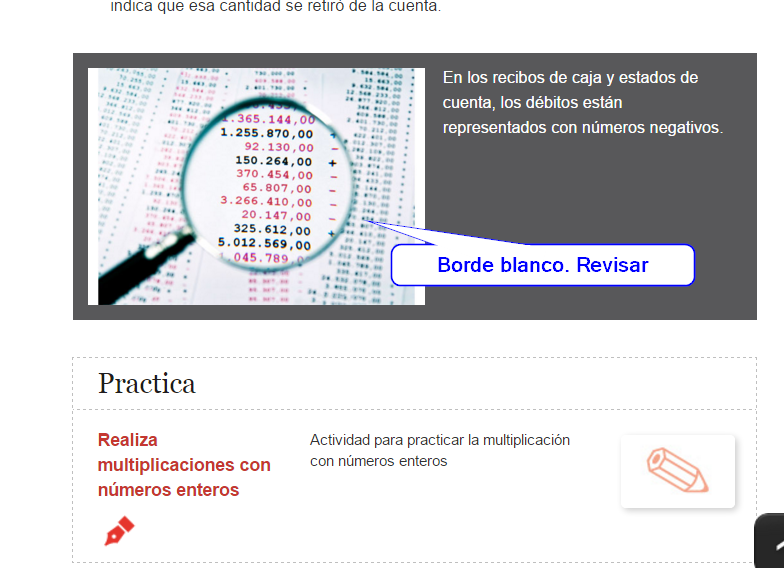 indica que esa cantidad se retiró de la cuenta.
En los recibos de caja y estados de
cuenta, los débitos están
representados con números negativos.
1.365.144,00
1.255.870,00 +
92.130,00 -
150.264,00 +
370.454,00 -
65.807,00 -
3.266.410,00 -
20.147,00 -
325.612,00 +
5.012.569,00
1.045.789
Borde blanco. Revisar
Practica
Realiza
multiplicaciones con
números enteros
Actividad para practicar la multiplicación
con números enteros